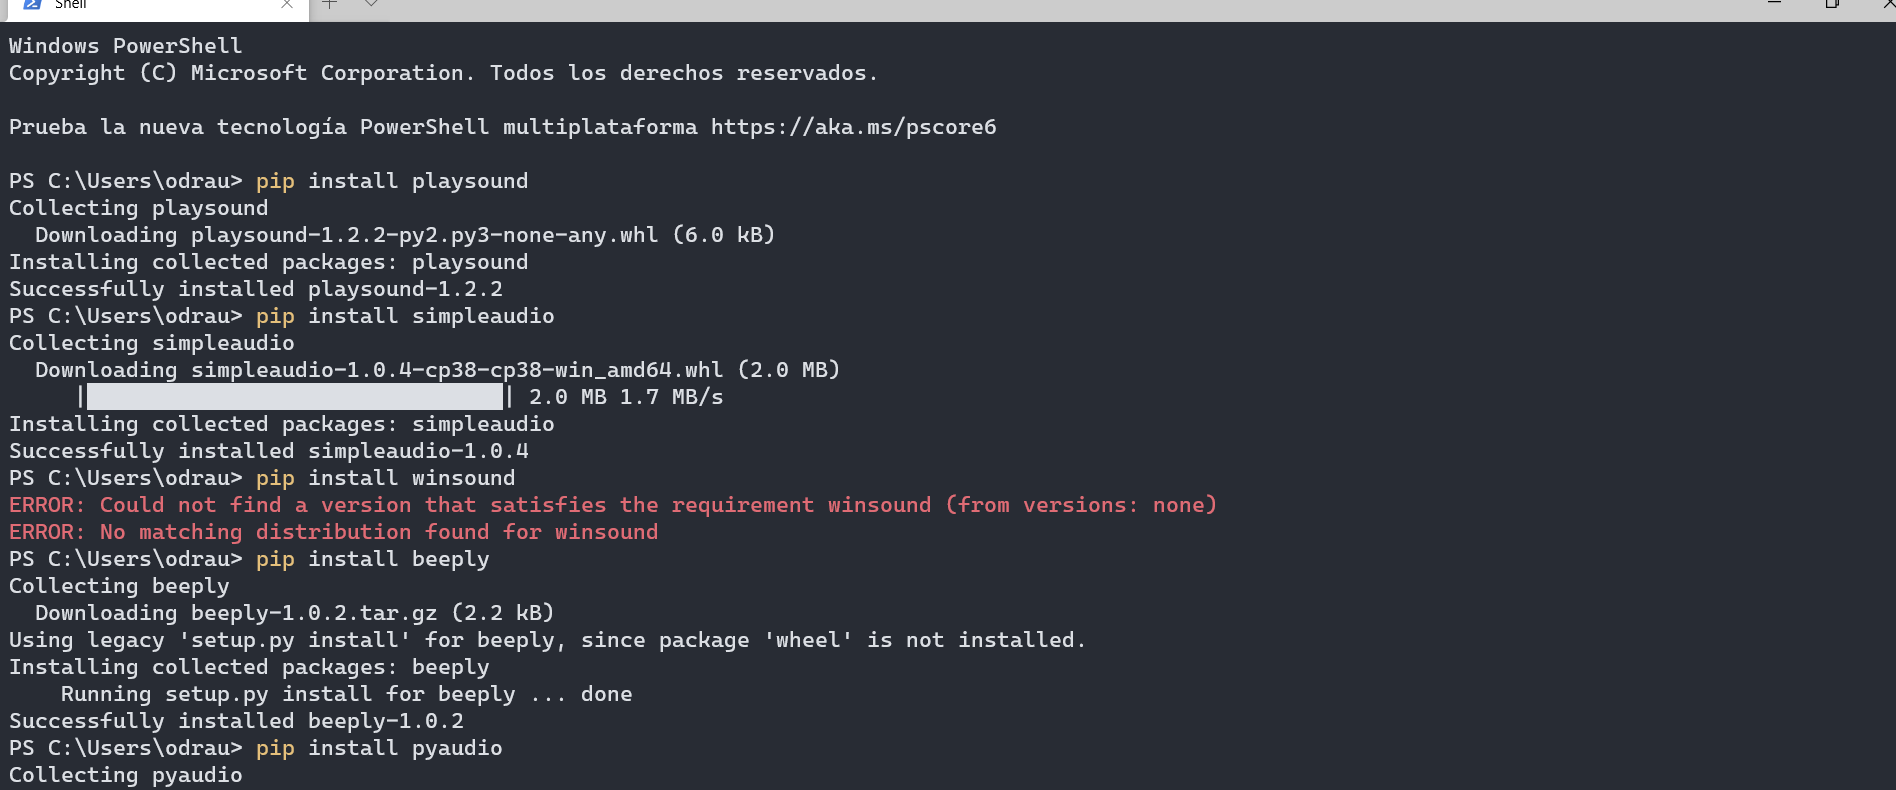 Shell
Windows PowerShell
Copyright (C) Microsoft Corporation. Todos los derechos reservados.
Prueba la nueva tecnología PowerShell multiplataforma https://aka.ms/pscore6
PS C:\Users\odrau> pip install playsound
Collecting playsound
  Downloading playsound-1.2.2-py2.py3-none-any.whl (6.0 kB)
Installing collected packages: playsound
Successfully installed playsound-1.2.2
PS C:\Users\odrau> pip install simpleaudio
Collecting simpleaudio
  Downloading simpleaudio-1.0.4-cp38-cp38-win_amd64.whl (2.0 MB)
     |████████████████████████████████| 2.0 MB 1.7 MB/s
Installing collected packages: simpleaudio
Successfully installed simpleaudio-1.0.4
PS C:\Users\odrau> pip install winsound
ERROR: Could not find a version that satisfies the requirement winsound (from versions: none)
ERROR: No matching distribution found for winsound
PS C:\Users\odrau> pip install beeply
Collecting beeply
  Downloading beeply-1.0.2.tar.gz (2.2 kB)
Using legacy 'setup.py install' for beeply, since package 'wheel' is not installed.
Installing collected packages: beeply
    Running setup.py install for beeply ... done
Successfully installed beeply-1.0.2
PS C:\Users\odrau> pip install pyaudio
Collecting pyaudio